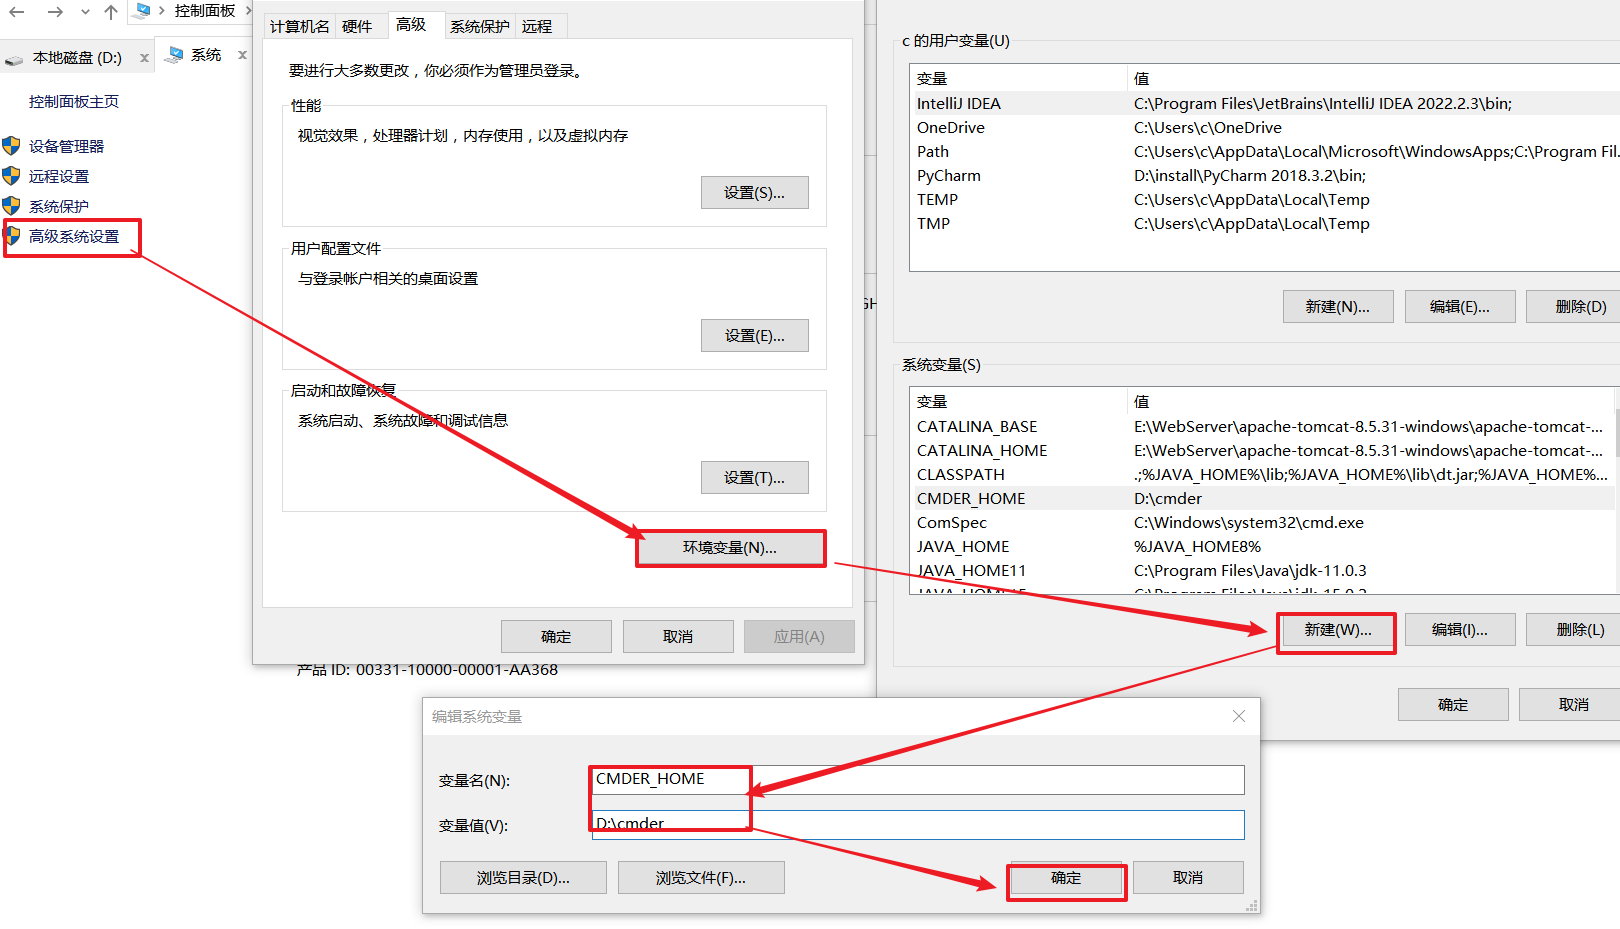 控制面板
本地磁盘 (D:)
系统
控制面板主页
设备管理器
远程设置
系统保护
高级系统设置
计算机名
硬件
高级
系统保护
远程
要进行大多数更改，你必须作为管理员登录。
性能
视觉效果，处理器计划，内存使用，以及虚拟内存
设置(S)...
用户配置文件
与登录帐户相关的桌面设置
设置(E)...
启动和故障恢复
系统启动、系统故障和调试信息
设置(T)...
环境变量(N)...
确定
取消
应用(A)
产品 ID: 00331-10000-00001-AA368
c 的用户变量(U)
变量 值
IntelliJ IDEA C:\Program Files\JetBrains\IntelliJ IDEA 2022.2.3\bin;
OneDrive C:\Users\c\OneDrive
Path C:\Users\c\AppData\Local\Microsoft\WindowsApps;C:\Program Fil...
PyCharm D:\install\PyCharm 2018.3.2\bin;
TEMP C:\Users\c\AppData\Local\Temp
TMP C:\Users\c\AppData\Local\Temp
新建(N)...
编辑(E)...
删除(D)
系统变量(S)
变量 值
CATALINA_BASE E:\WebServer\apache-tomcat-8.5.31-windows\apache-tomcat-...
CATALINA_HOME E:\WebServer\apache-tomcat-8.5.31-windows\apache-tomcat-...
CLASSPATH .;%JAVA_HOME%\lib;%JAVA_HOME%\lib\dt.jar;%JAVA_HOME%...
CMDER_HOME D:\cmder
ComSpec C:\Windows\system32\cmd.exe
JAVA_HOME %JAVA_HOME8%
JAVA_HOME11 C:\Program Files\Java\jdk-11.0.3
新建(W)...
编辑(I)...
删除(L)
确定
取消
编辑系统变量
变量名(N): CMDER_HOME
变量值(V): D:\cmder
浏览目录(D)...
浏览文件(F)...
确定
取消